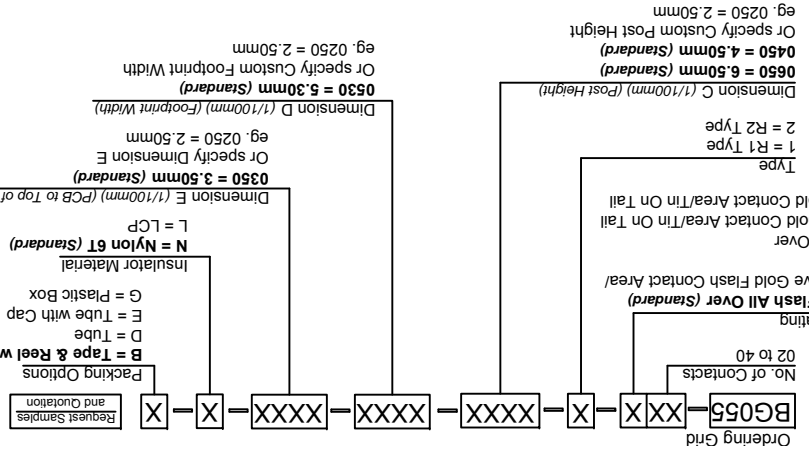 Ordering Grid
BG055 XX X – X – XXXX – XXXX – XXXX – X – X
Request Samples
and Quotation
No. of Contacts
02 to 40
ating
Flash All Over (Standard)
ve Gold Flash Contact Area/
Over
old Contact Area/Tin On Tail
ld Contact Area/Tin On Tail
Type
1 = R1 Type
2 = R2 Type
Dimension C (1/100mm) (Post Height)
0650 = 6.50mm (Standard)
0450 = 4.50mm (Standard)
Or specify Custom Post Height
eg. 0250 = 2.50mm
Packing Options
B = Tape & Reel w
D = Tube
E = Tube with Cap
G = Plastic Box
Insulator Material
N = Nylon 6T (Standard)
L = LCP
Dimension E (1/100mm) (PCB to Top of
0350 = 3.50mm (Standard)
Or specify Dimension E
eg. 0250 = 2.50mm
Dimension D (1/100mm) (Footprint Width)
0530 = 5.30mm (Standard)
Or specify Custom Footprint Width
eg. 0250 = 2.50mm